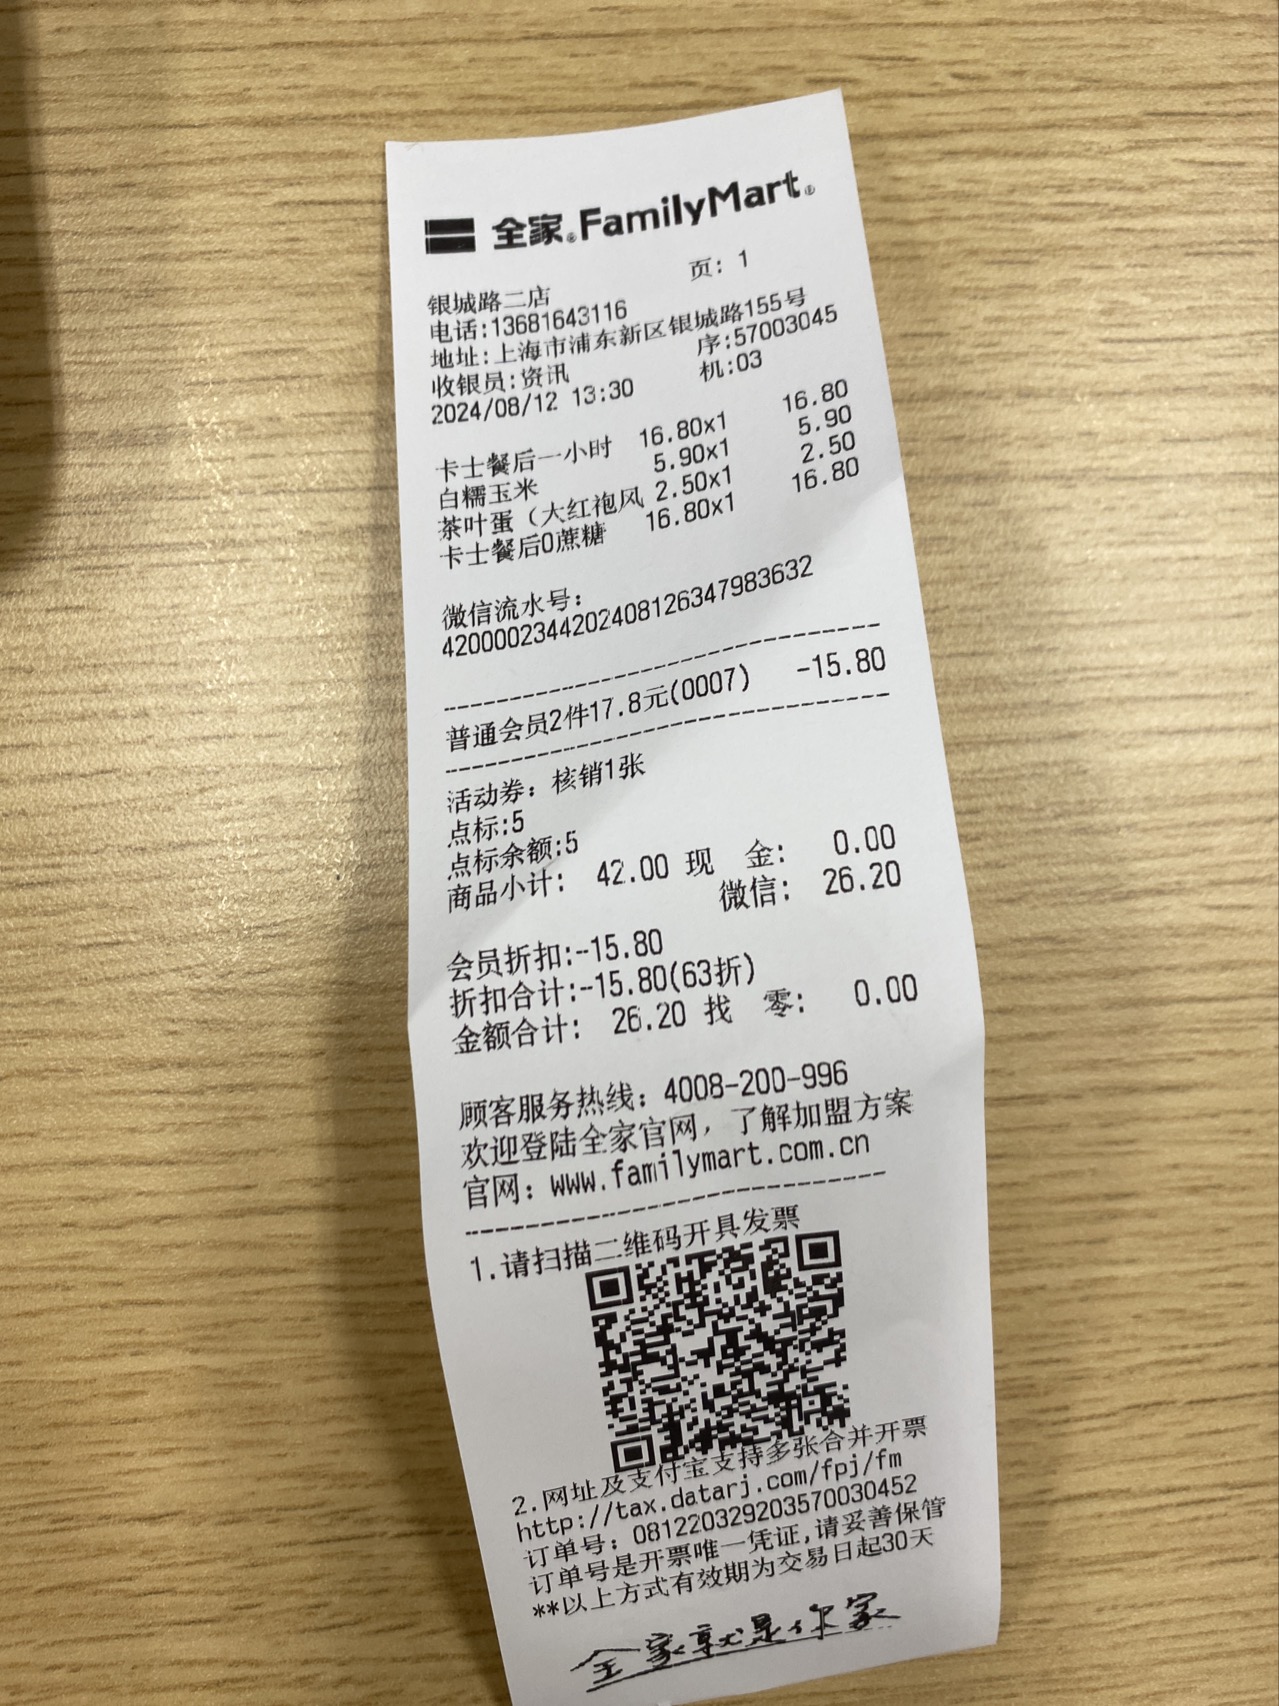 全家®FamilyMart®
页: 1
银城路二店
电话:13681643116
地址:上海市浦东新区银城路155号
收银员:资讯 序:57003045
2024/08/12 13:30 机:03
卡士餐后一小时 16.80x1 16.80
白糯玉米 5.90x1 5.90
茶叶蛋（大红袍风 2.50x1 2.50
卡士餐后0蔗糖 16.80x1 16.80
微信流水号:
4200002344202408126347983632
普通会员2件17.8元(0007) -15.80
活动券: 核销1张
点标:5
点标余额:5
商品小计: 42.00 现 金: 0.00
微信: 26.20
会员折扣:-15.80
折扣合计:-15.80(63折)
金额合计: 26.20 找 零: 0.00
顾客服务热线: 4008-200-996
欢迎登陆全家官网, 了解加盟方案
官网: www.familymart.com.cn
1.请扫描二维码开具发票
2.网址及支付宝支持多张合并开票
http://tax.datarj.com/fpj/fm
订单号: 0812203292035700304​52
订单号是开票唯一凭证,请妥善保管
**以上方式有效期为交易日起30天
全家就是你家